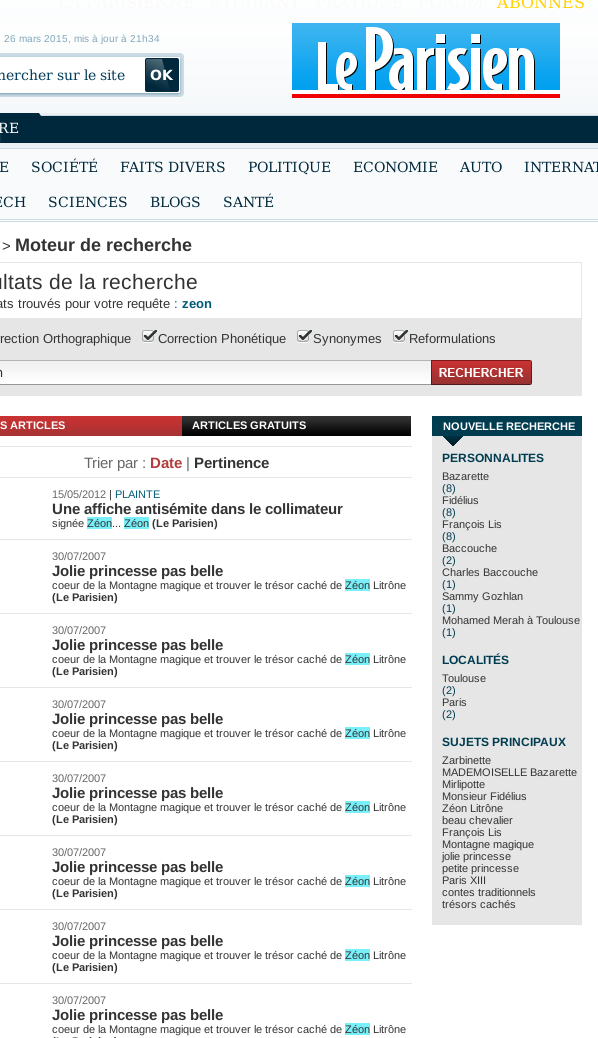 ABONNÉS
26 mars 2015, mis à jour à 21h34
hercher sur le site OK
Le Parisien
RE
E SOCIÉTÉ FAITS DIVERS POLITIQUE ECONOMIE AUTO INTERNAT
ECH SCIENCES BLOGS SANTÉ
> Moteur de recherche
ultats de la recherche
ats trouvés pour votre requête : zeon
rrection Orthographique Correction Phonétique Synonymes Reformulations
n RECHERCHER
S ARTICLES ARTICLES GRATUITS
Trier par : Date | Pertinence
15/05/2012 | PLAINTE
Une affiche antisémite dans le collimateur
signée Zéon... Zéon (Le Parisien)
30/07/2007
Jolie princesse pas belle
coeur de la Montagne magique et trouver le trésor caché de Zéon Litrône
(Le Parisien)
30/07/2007
Jolie princesse pas belle
coeur de la Montagne magique et trouver le trésor caché de Zéon Litrône
(Le Parisien)
30/07/2007
Jolie princesse pas belle
coeur de la Montagne magique et trouver le trésor caché de Zéon Litrône
(Le Parisien)
30/07/2007
Jolie princesse pas belle
coeur de la Montagne magique et trouver le trésor caché de Zéon Litrône
(Le Parisien)
30/07/2007
Jolie princesse pas belle
coeur de la Montagne magique et trouver le trésor caché de Zéon Litrône
(Le Parisien)
30/07/2007
Jolie princesse pas belle
coeur de la Montagne magique et trouver le trésor caché de Zéon Litrône
(Le Parisien)
30/07/2007
Jolie princesse pas belle
coeur de la Montagne magique et trouver le trésor caché de Zéon Litrône
NOUVELLE RECHERCHE
PERSONNALITES
Bazarette
(8)
Fidélius
(8)
François Lis
(8)
Baccouche
(2)
Charles Baccouche
(1)
Sammy Gozhlan
(1)
Mohamed Merah à Toulouse
(1)
LOCALITÉS
Toulouse
(2)
Paris
(2)
SUJETS PRINCIPAUX
Zarbinette
MADEMOISELLE Bazarette
Mirlipotte
Monsieur Fidélius
Zéon Litrône
beau chevalier
François Lis
Montagne magique
jolie princesse
petite princesse
Paris XIII
contes traditionnels
trésors cachés